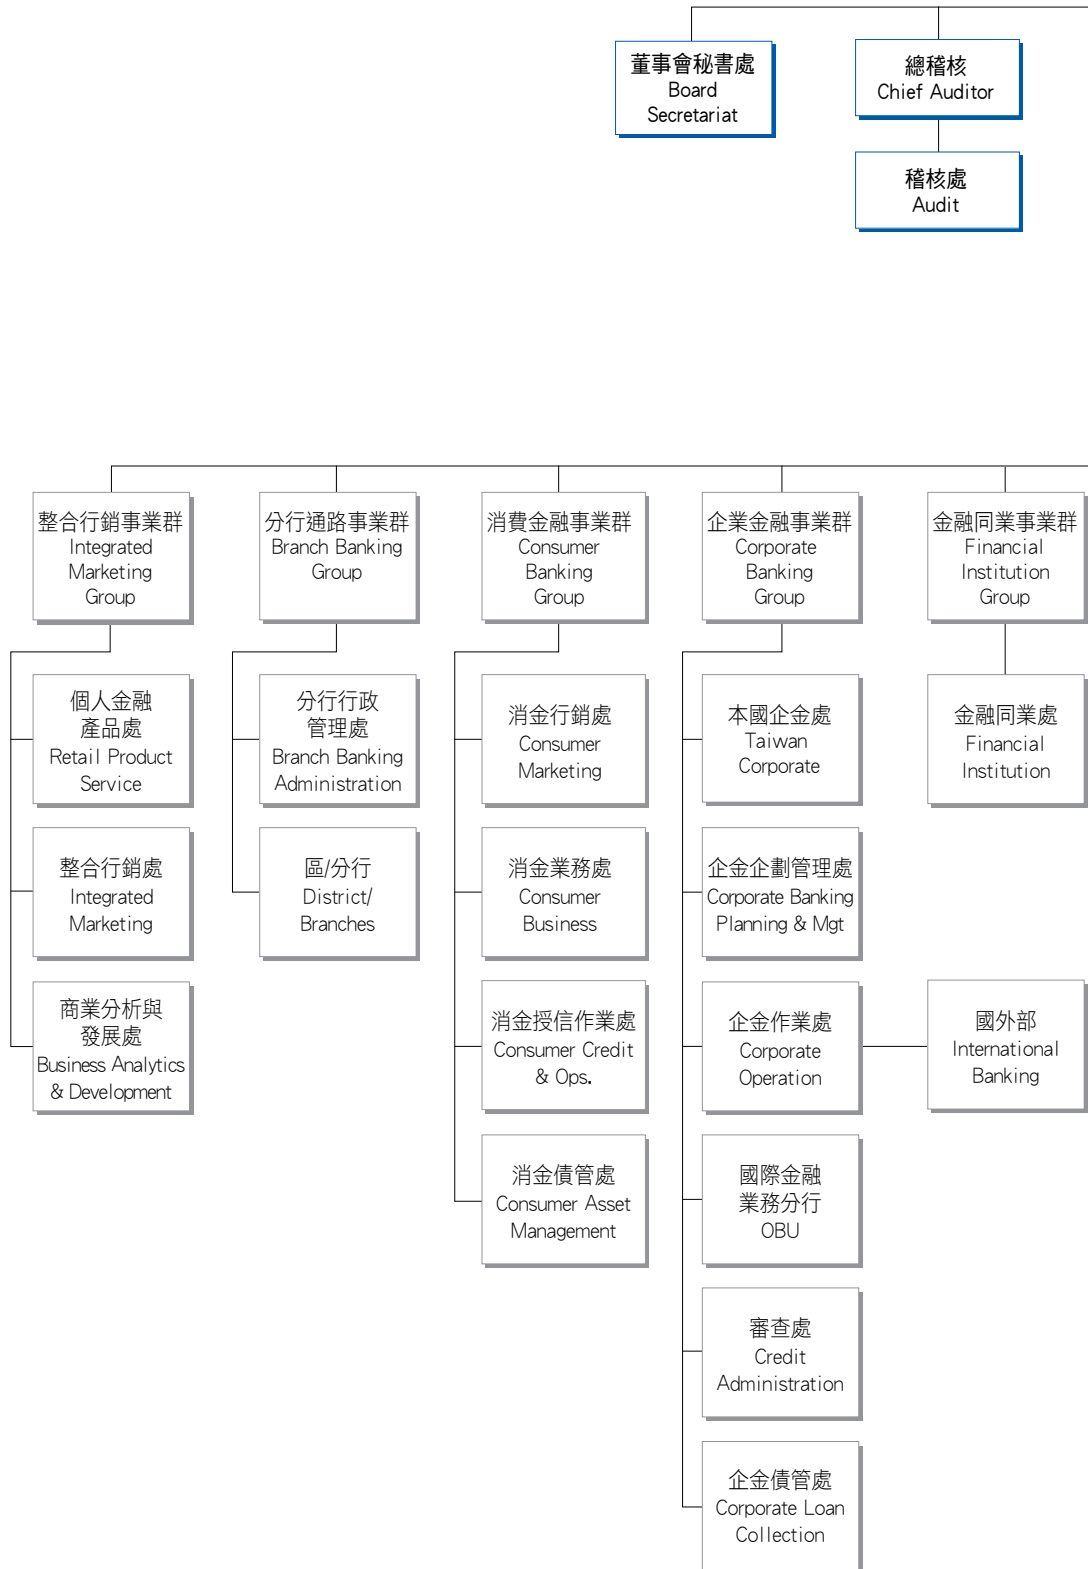 董事會秘書處
Board
Secretariat
總稽核
Chief Auditor
稽核處
Audit
整合行銷事業群
Integrated
Marketing
Group
分行通路事業群
Branch Banking
Group
消費金融事業群
Consumer
Banking
Group
企業金融事業群
Corporate
Banking
Group
金融同業事業群
Financial
Institution
Group
個人金融
產品處
Retail Product
Service
整合行銷處
Integrated
Marketing
商業分析與
發展處
Business Analytics
& Development
分行行政
管理處
Branch Banking
Administration
區/分行
District/
Branches
消金行銷處
Consumer
Marketing
消金業務處
Consumer
Business
消金授信作業處
Consumer Credit
& Ops.
消金債管處
Consumer Asset
Management
本國企金處
Taiwan
Corporate
企金企劃管理處
Corporate Banking
Planning & Mgt
企金作業處
Corporate
Operation
國際金融
業務分行
OBU
審查處
Credit
Administration
企金債管處
Corporate Loan
Collection
金融同業處
Financial
Institution
國外部
International
Banking